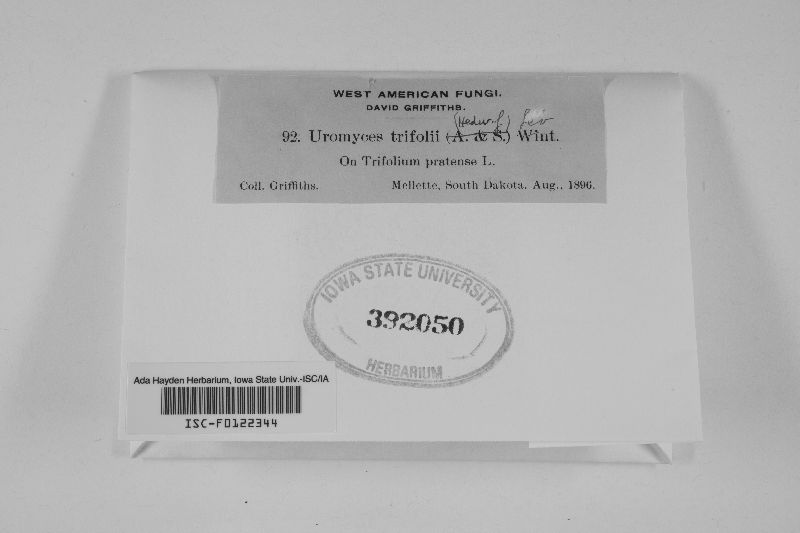 WEST AMERICAN FUNGI.
DAVID GRIFFITHS.
(Hedw. f.) Lev
92. Uromyces trifolii (A. & S.) Wint.
On Trifolium pratense L.
Coll. Griffiths. Mellette, South Dakota. Aug., 1896.
IOWA STATE UNIVERSITY
392050
HERBARIUM
Ada Hayden Herbarium, Iowa State Univ.-ISC/IA
ISC-F0122344